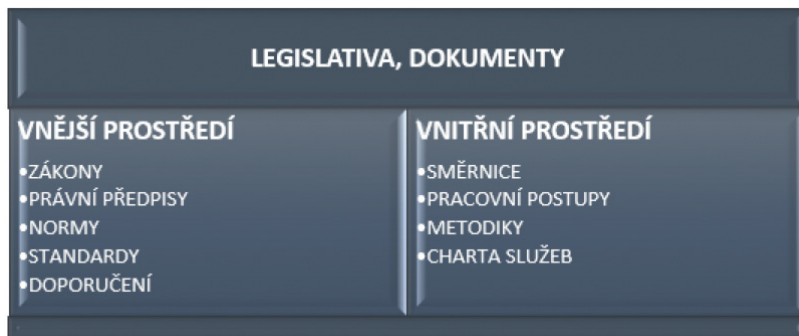 LEGISLATIVA, DOKUMENTY
VNĚJŠÍ PROSTŘEDÍ
•ZÁKONY
•PRÁVNÍ PŘEDPISY
•NORMY
•STANDARDY
•DOPORUČENÍ
VNITŘNÍ PROSTŘEDÍ
•SMĚRNICE
•PRACOVNÍ POSTUPY
•METODIKY
•CHARTA SLUŽEB